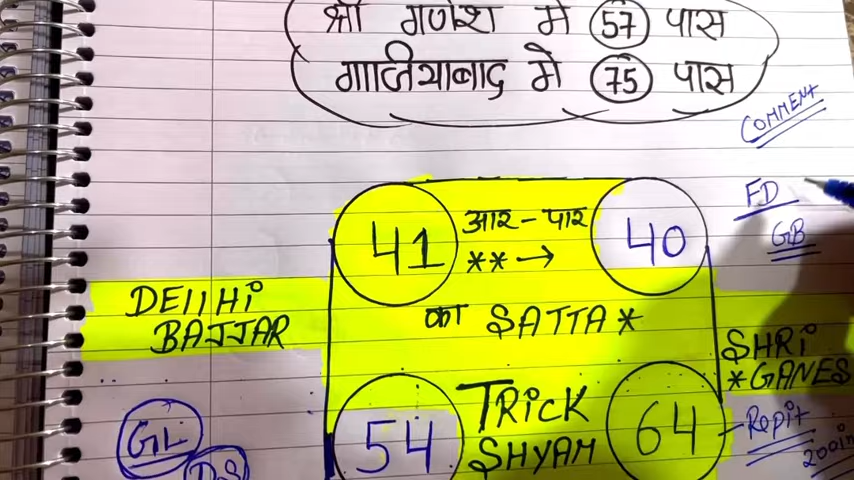 श्री गणेश में 57 पास
गाजियाबाद में 75 पास
COMMENT
FD
GB
41 आर-पार 40
**→
DEllHi
BAJJAR
का SATTA *
SHRi
*GANES
54 TRiCK 64
SHYAM
Repit
GL
DS